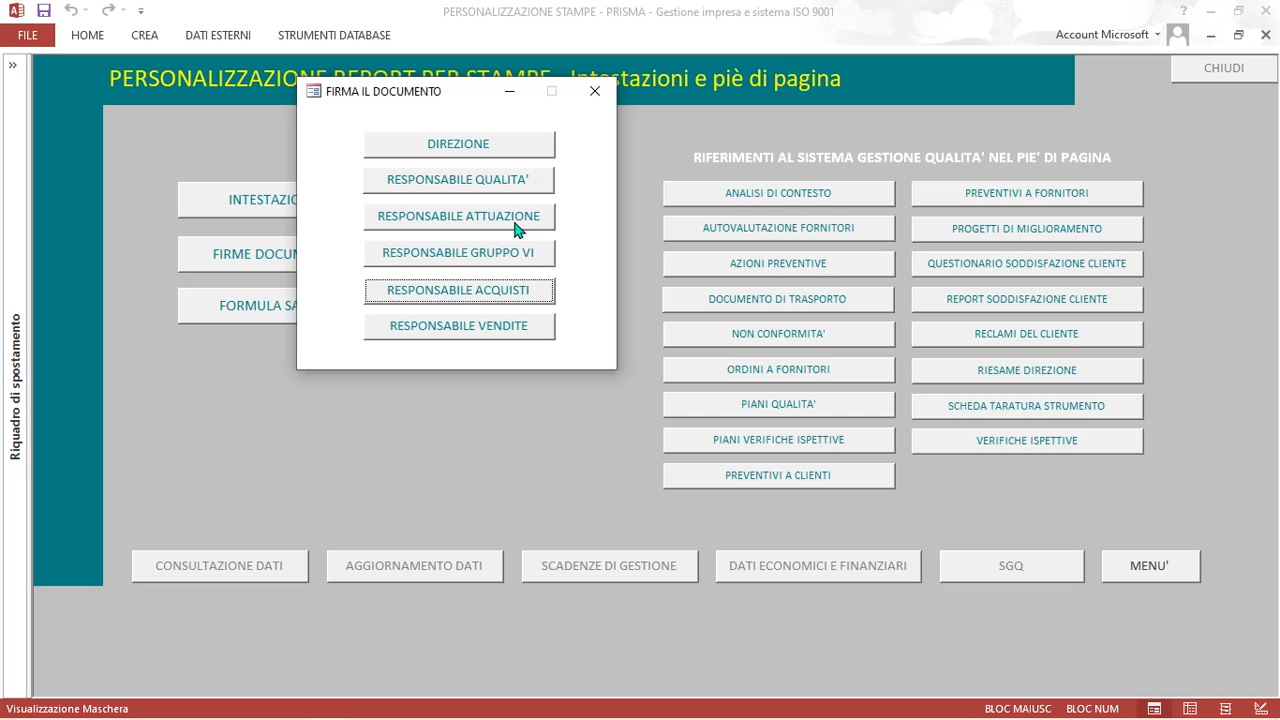 PERSONALIZZAZIONE STAMPE - PRISMA - Gestione impresa e sistema ISO 9001
FILE HOME CREA DATI ESTERNI STRUMENTI DATABASE Account Microsoft
PERSONALIZZAZIONE REPORT PER STAMPE - Intestazioni e piè di pagina
CHIUDI
FIRMA IL DOCUMENTO
DIREZIONE
RESPONSABILE QUALITA'
RESPONSABILE ATTUAZIONE
RESPONSABILE GRUPPO VI
RESPONSABILE ACQUISTI
RESPONSABILE VENDITE
INTESTAZIO
FIRME DOCUM
FORMULA SA
RIFERIMENTI AL SISTEMA GESTIONE QUALITA' NEL PIE' DI PAGINA
ANALISI DI CONTESTO
AUTOVALUTAZIONE FORNITORI
AZIONI PREVENTIVE
DOCUMENTO DI TRASPORTO
NON CONFORMITA'
ORDINI A FORNITORI
PIANI QUALITA'
PIANI VERIFICHE ISPETTIVE
PREVENTIVI A CLIENTI
PREVENTIVI A FORNITORI
PROGETTI DI MIGLIORAMENTO
QUESTIONARIO SODDISFAZIONE CLIENTE
REPORT SODDISFAZIONE CLIENTE
RECLAMI DEL CLIENTE
RIESAME DIREZIONE
SCHEDA TARATURA STRUMENTO
VERIFICHE ISPETTIVE
Riquadro di spostamento
CONSULTAZIONE DATI AGGIORNAMENTO DATI SCADENZE DI GESTIONE DATI ECONOMICI E FINANZIARI SGQ MENU'
Visualizzazione Maschera BLOC MAIUSC BLOC NUM